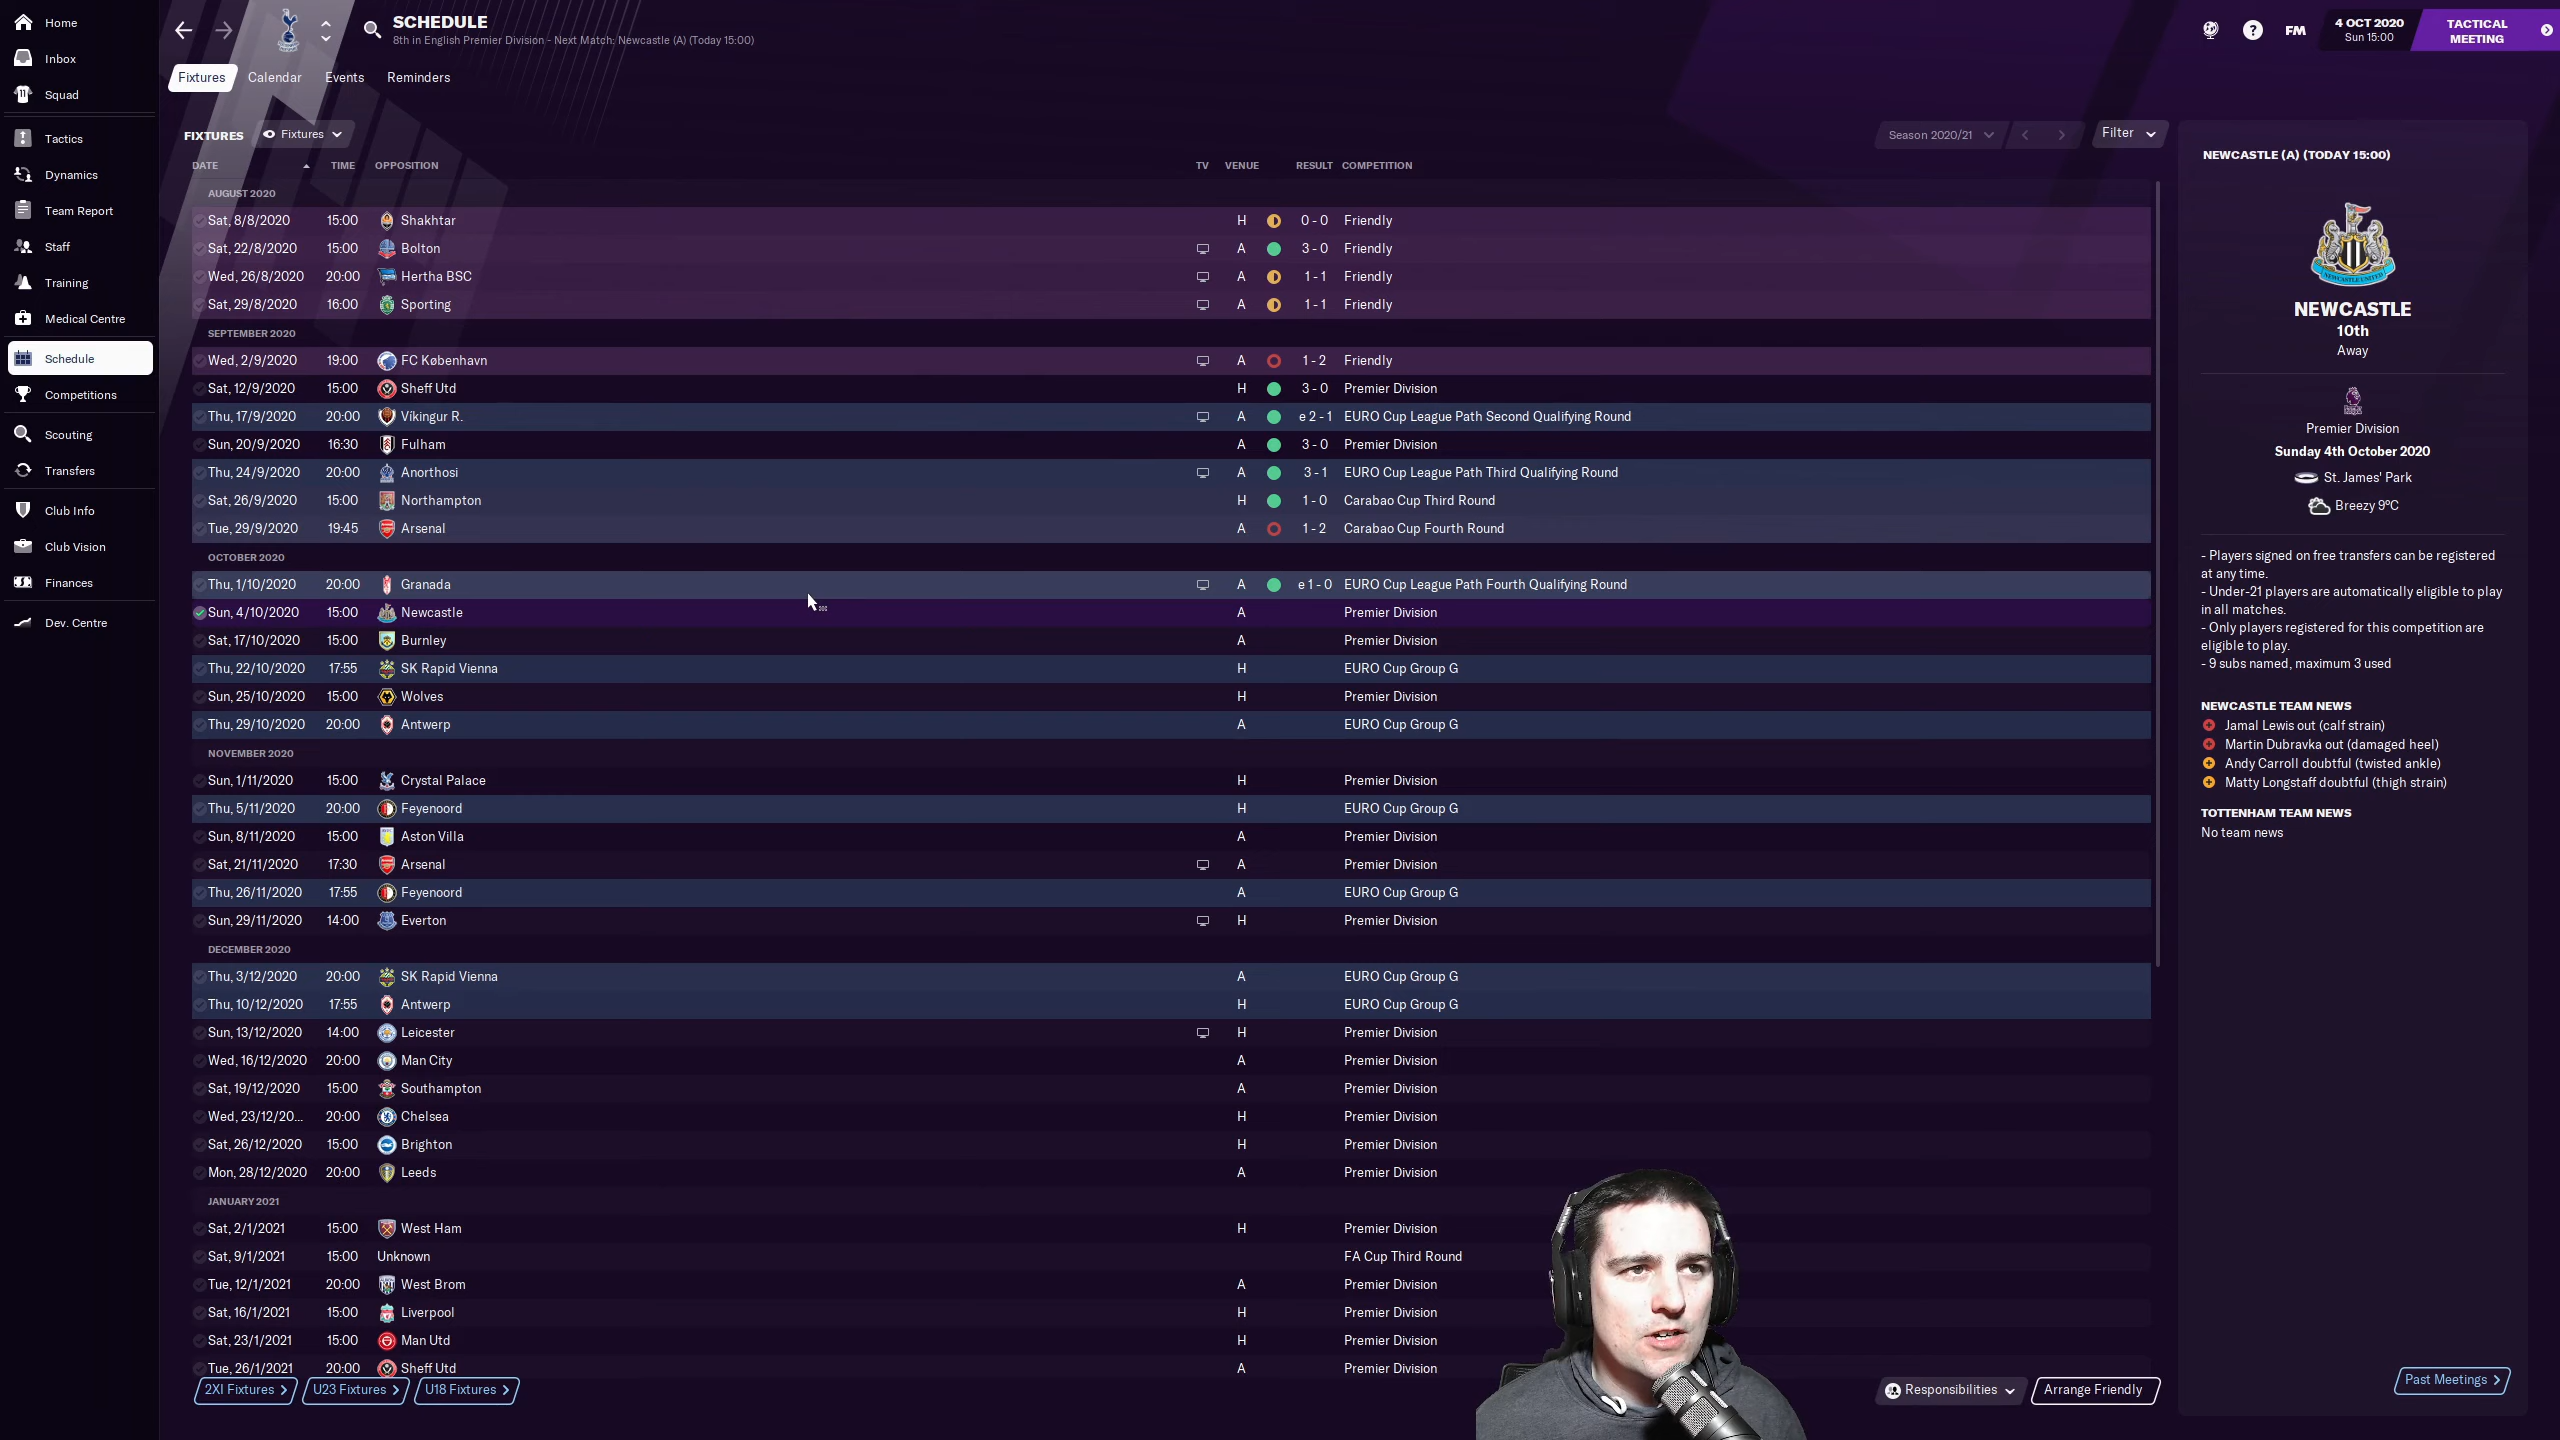 Home
Inbox
Squad
Tactics
Dynamics
Team Report
Staff
Training
Medical Centre
Schedule
Competitions
Scouting
Transfers
Club Info
Club Vision
Finances
Dev. Centre
SCHEDULE
8th in English Premier Division - Next Match: Newcastle (A) (Today 15:00)
FM
4 OCT 2020
Sun 15:00
TACTICAL
MEETING
Fixtures Calendar Events Reminders
FIXTURES Fixtures
Season 2020/21
Filter
DATE TIME OPPOSITION TV VENUE RESULT COMPETITION
AUGUST 2020
Sat, 8/8/2020 15:00 Shakhtar H 0 - 0 Friendly
Sat, 22/8/2020 15:00 Bolton A 3 - 0 Friendly
Wed, 26/8/2020 20:00 Hertha BSC A 1 - 1 Friendly
Sat, 29/8/2020 16:00 Sporting A 1 - 1 Friendly
SEPTEMBER 2020
Wed, 2/9/2020 19:00 FC København A 1 - 2 Friendly
Sat, 12/9/2020 15:00 Sheff Utd H 3 - 0 Premier Division
Thu, 17/9/2020 20:00 Víkingur R. A e 2 - 1 EURO Cup League Path Second Qualifying Round
Sun, 20/9/2020 16:30 Fulham A 3 - 0 Premier Division
Thu, 24/9/2020 20:00 Anorthosi A 3 - 1 EURO Cup League Path Third Qualifying Round
Sat, 26/9/2020 15:00 Northampton H 1 - 0 Carabao Cup Third Round
Tue, 29/9/2020 19:45 Arsenal A 1 - 2 Carabao Cup Fourth Round
OCTOBER 2020
Thu, 1/10/2020 20:00 Granada A e 1 - 0 EURO Cup League Path Fourth Qualifying Round
Sun, 4/10/2020 15:00 Newcastle A Premier Division
Sat, 17/10/2020 15:00 Burnley A Premier Division
Thu, 22/10/2020 17:55 SK Rapid Vienna H EURO Cup Group G
Sun, 25/10/2020 15:00 Wolves H Premier Division
Thu, 29/10/2020 20:00 Antwerp A EURO Cup Group G
NOVEMBER 2020
Sun, 1/11/2020 15:00 Crystal Palace H Premier Division
Thu, 5/11/2020 20:00 Feyenoord H EURO Cup Group G
Sun, 8/11/2020 15:00 Aston Villa A Premier Division
Sat, 21/11/2020 17:30 Arsenal A Premier Division
Thu, 26/11/2020 17:55 Feyenoord A EURO Cup Group G
Sun, 29/11/2020 14:00 Everton H Premier Division
DECEMBER 2020
Thu, 3/12/2020 20:00 SK Rapid Vienna A EURO Cup Group G
Thu, 10/12/2020 17:55 Antwerp H EURO Cup Group G
Sun, 13/12/2020 14:00 Leicester H Premier Division
Wed, 16/12/2020 20:00 Man City A Premier Division
Sat, 19/12/2020 15:00 Southampton A Premier Division
Wed, 23/12/20... 20:00 Chelsea H Premier Division
Sat, 26/12/2020 15:00 Brighton H Premier Division
Mon, 28/12/2020 20:00 Leeds A Premier Division
JANUARY 2021
Sat, 2/1/2021 15:00 West Ham H Premier Division
Sat, 9/1/2021 15:00 Unknown FA Cup Third Round
Tue, 12/1/2021 20:00 West Brom A Premier Division
Sat, 16/1/2021 15:00 Liverpool H Premier Division
Sat, 23/1/2021 15:00 Man Utd H Premier Division
Tue, 26/1/2021 20:00 Sheff Utd A Premier Division
2XI Fixtures U23 Fixtures U18 Fixtures
Responsibilities Arrange Friendly
NEWCASTLE (A) (TODAY 15:00)
NEWCASTLE
10th
Away
Premier Division
Sunday 4th October 2020
St. James' Park
Breezy 9ºC
- Players signed on free transfers can be registered
at any time.
- Under-21 players are automatically eligible to play
in all matches.
- Only players registered for this competition are
eligible to play.
- 9 subs named, maximum 3 used
NEWCASTLE TEAM NEWS
Jamal Lewis out (calf strain)
Martin Dubravka out (damaged heel)
Andy Carroll doubtful (twisted ankle)
Matty Longstaff doubtful (thigh strain)
TOTTENHAM TEAM NEWS
No team news
Past Meetings